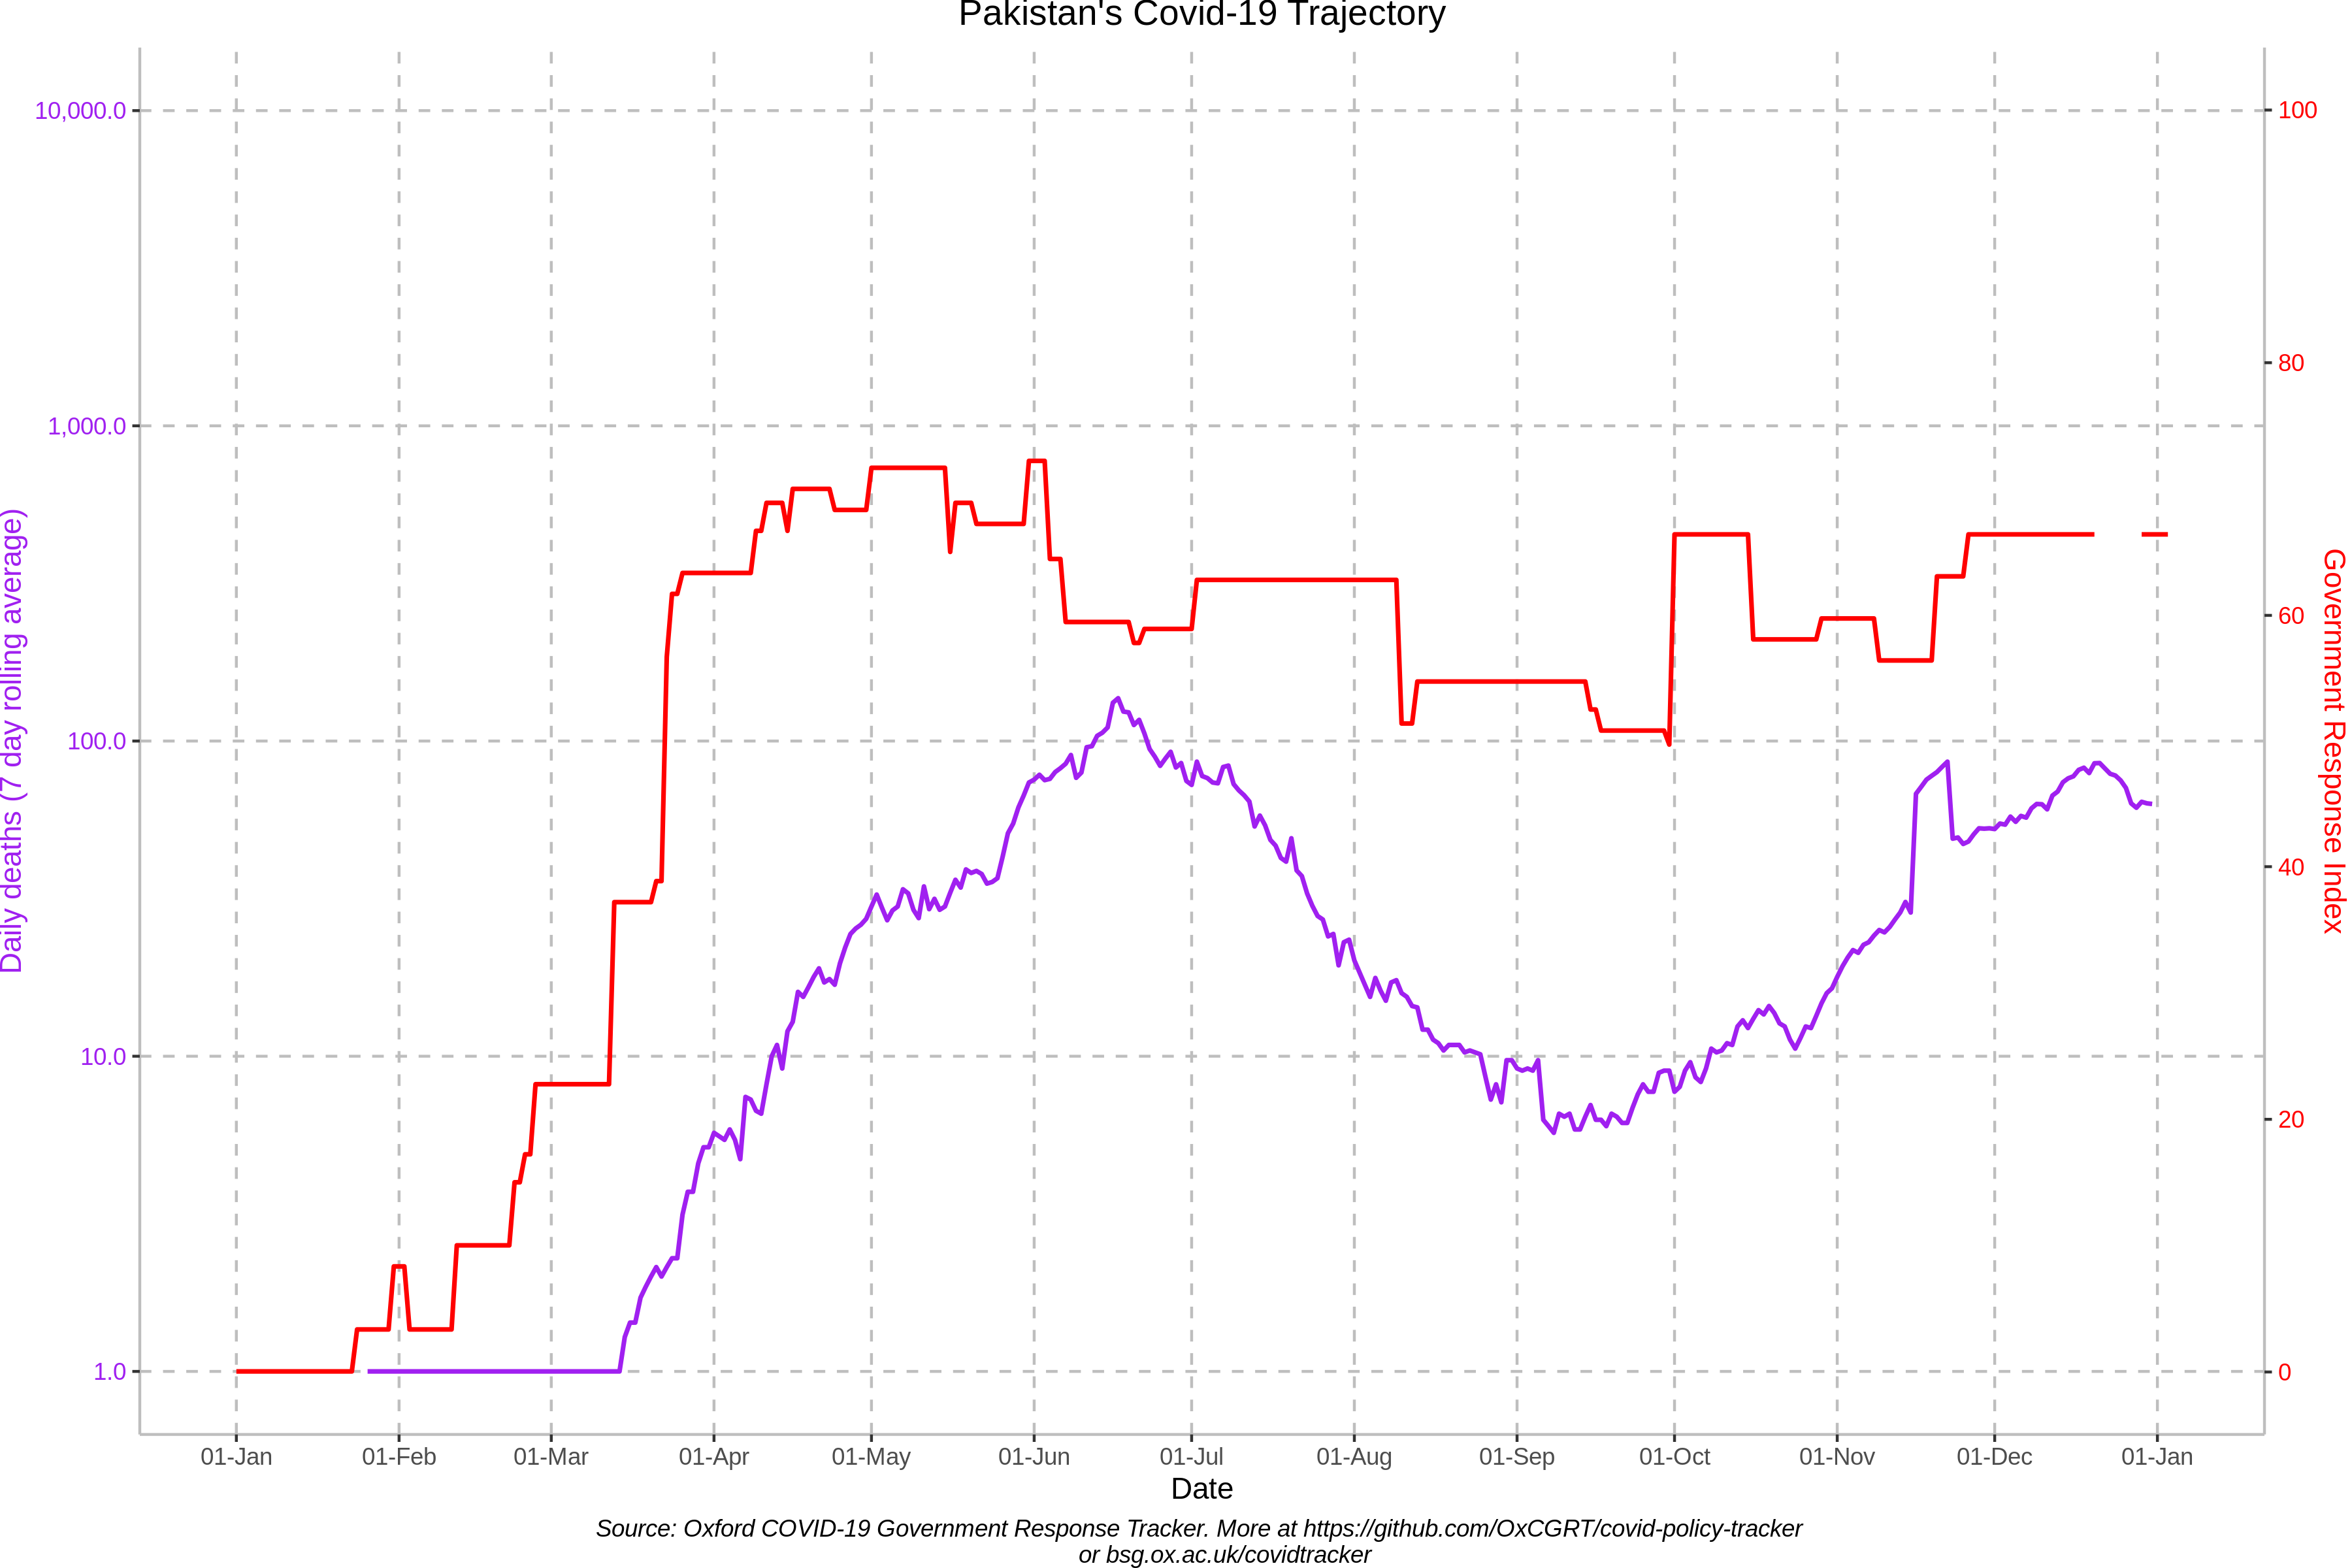 Pakistan's Covid-19 Trajectory
Daily deaths (7 day rolling average)
10,000.0
1,000.0
100.0
10.0
1.0
Government Response Index
100
80
60
40
20
0
01-Jan 01-Feb 01-Mar 01-Apr 01-May 01-Jun 01-Jul 01-Aug 01-Sep 01-Oct 01-Nov 01-Dec 01-Jan
Date
Source: Oxford COVID-19 Government Response Tracker. More at https://github.com/OxCGRT/covid-policy-tracker
or bsg.ox.ac.uk/covidtracker